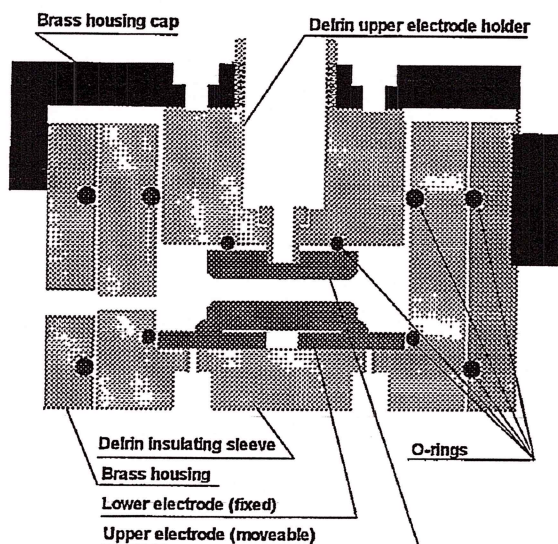 Brass housing cap
Delrin upper electrode holder
Delrin insulating sleeve
Brass housing
Lower electrode (fixed)
Upper electrode (moveable)
O-rings